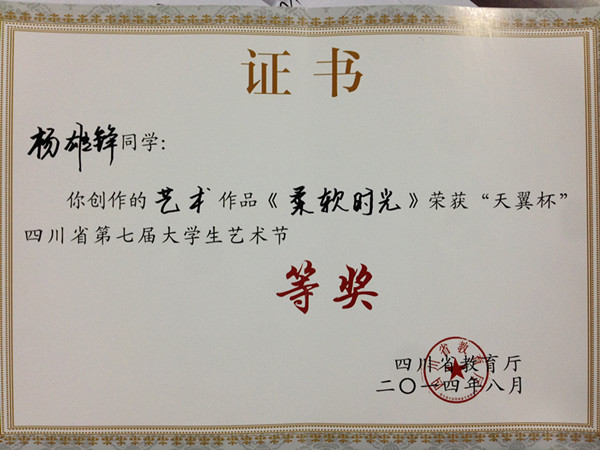 证书
杨雄锋同学：
你创作的艺术作品《柔软时光》荣获“天翼杯”
四川省第七届大学生艺术节
等奖
四川省教育厅
二〇一四年八月